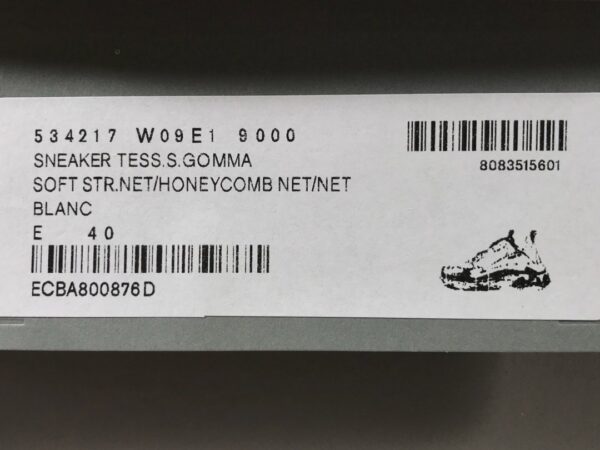 534217 W09E1 9000
SNEAKER TESS.S.GOMMA
SOFT STR.NET/HONEYCOMB NET/NET
BLANC
E 40
ECBA800876D
8083515601